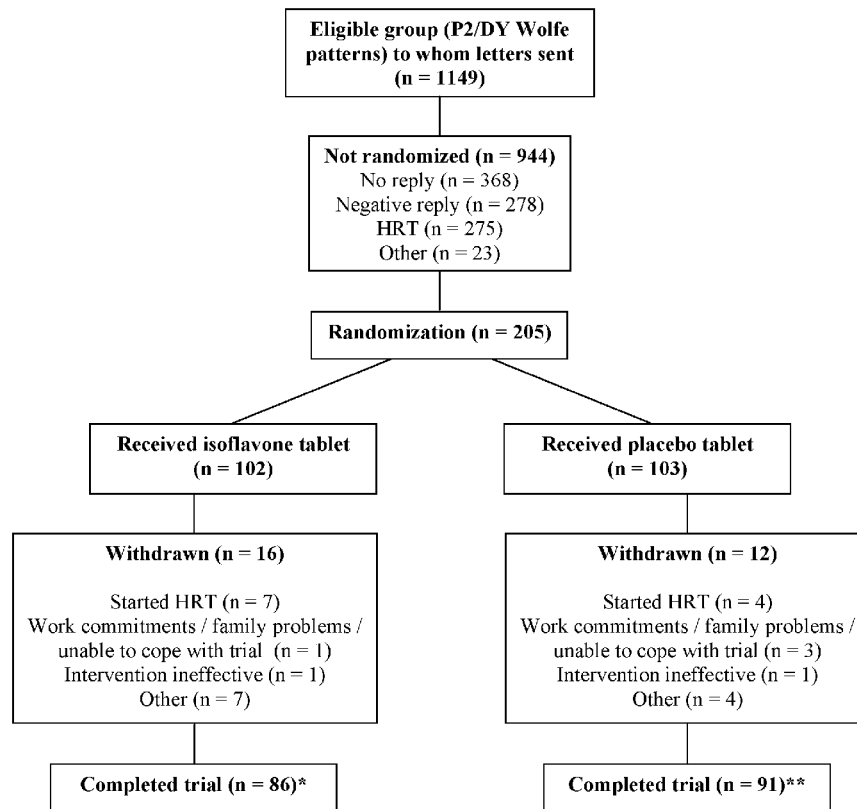 Eligible group (P2/DY Wolfe
patterns) to whom letters sent
(n = 1149)
Not randomized (n = 944)
No reply (n = 368)
Negative reply (n = 278)
HRT (n = 275)
Other (n = 23)
Randomization (n = 205)
Received isoflavone tablet
(n = 102)
Received placebo tablet
(n = 103)
Withdrawn (n = 16)
Started HRT (n = 7)
Work commitments / family problems /
unable to cope with trial (n = 1)
Intervention ineffective (n = 1)
Other (n = 7)
Withdrawn (n = 12)
Started HRT (n = 4)
Work commitments / family problems /
unable to cope with trial (n = 3)
Intervention ineffective (n = 1)
Other (n = 4)
Completed trial (n = 86)*
Completed trial (n = 91)**